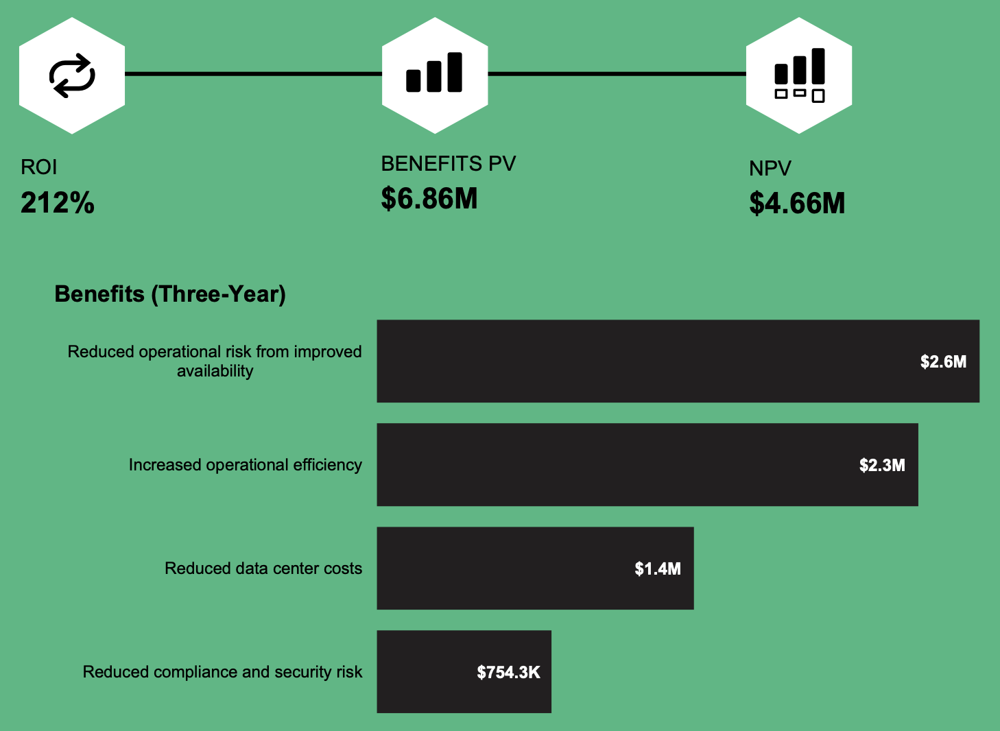 ROI
212%
BENEFITS PV
$6.86M
NPV
$4.66M
Benefits (Three-Year)
Reduced operational risk from improved
availability
$2.6M
Increased operational efficiency
$2.3M
Reduced data center costs
$1.4M
Reduced compliance and security risk
$754.3K